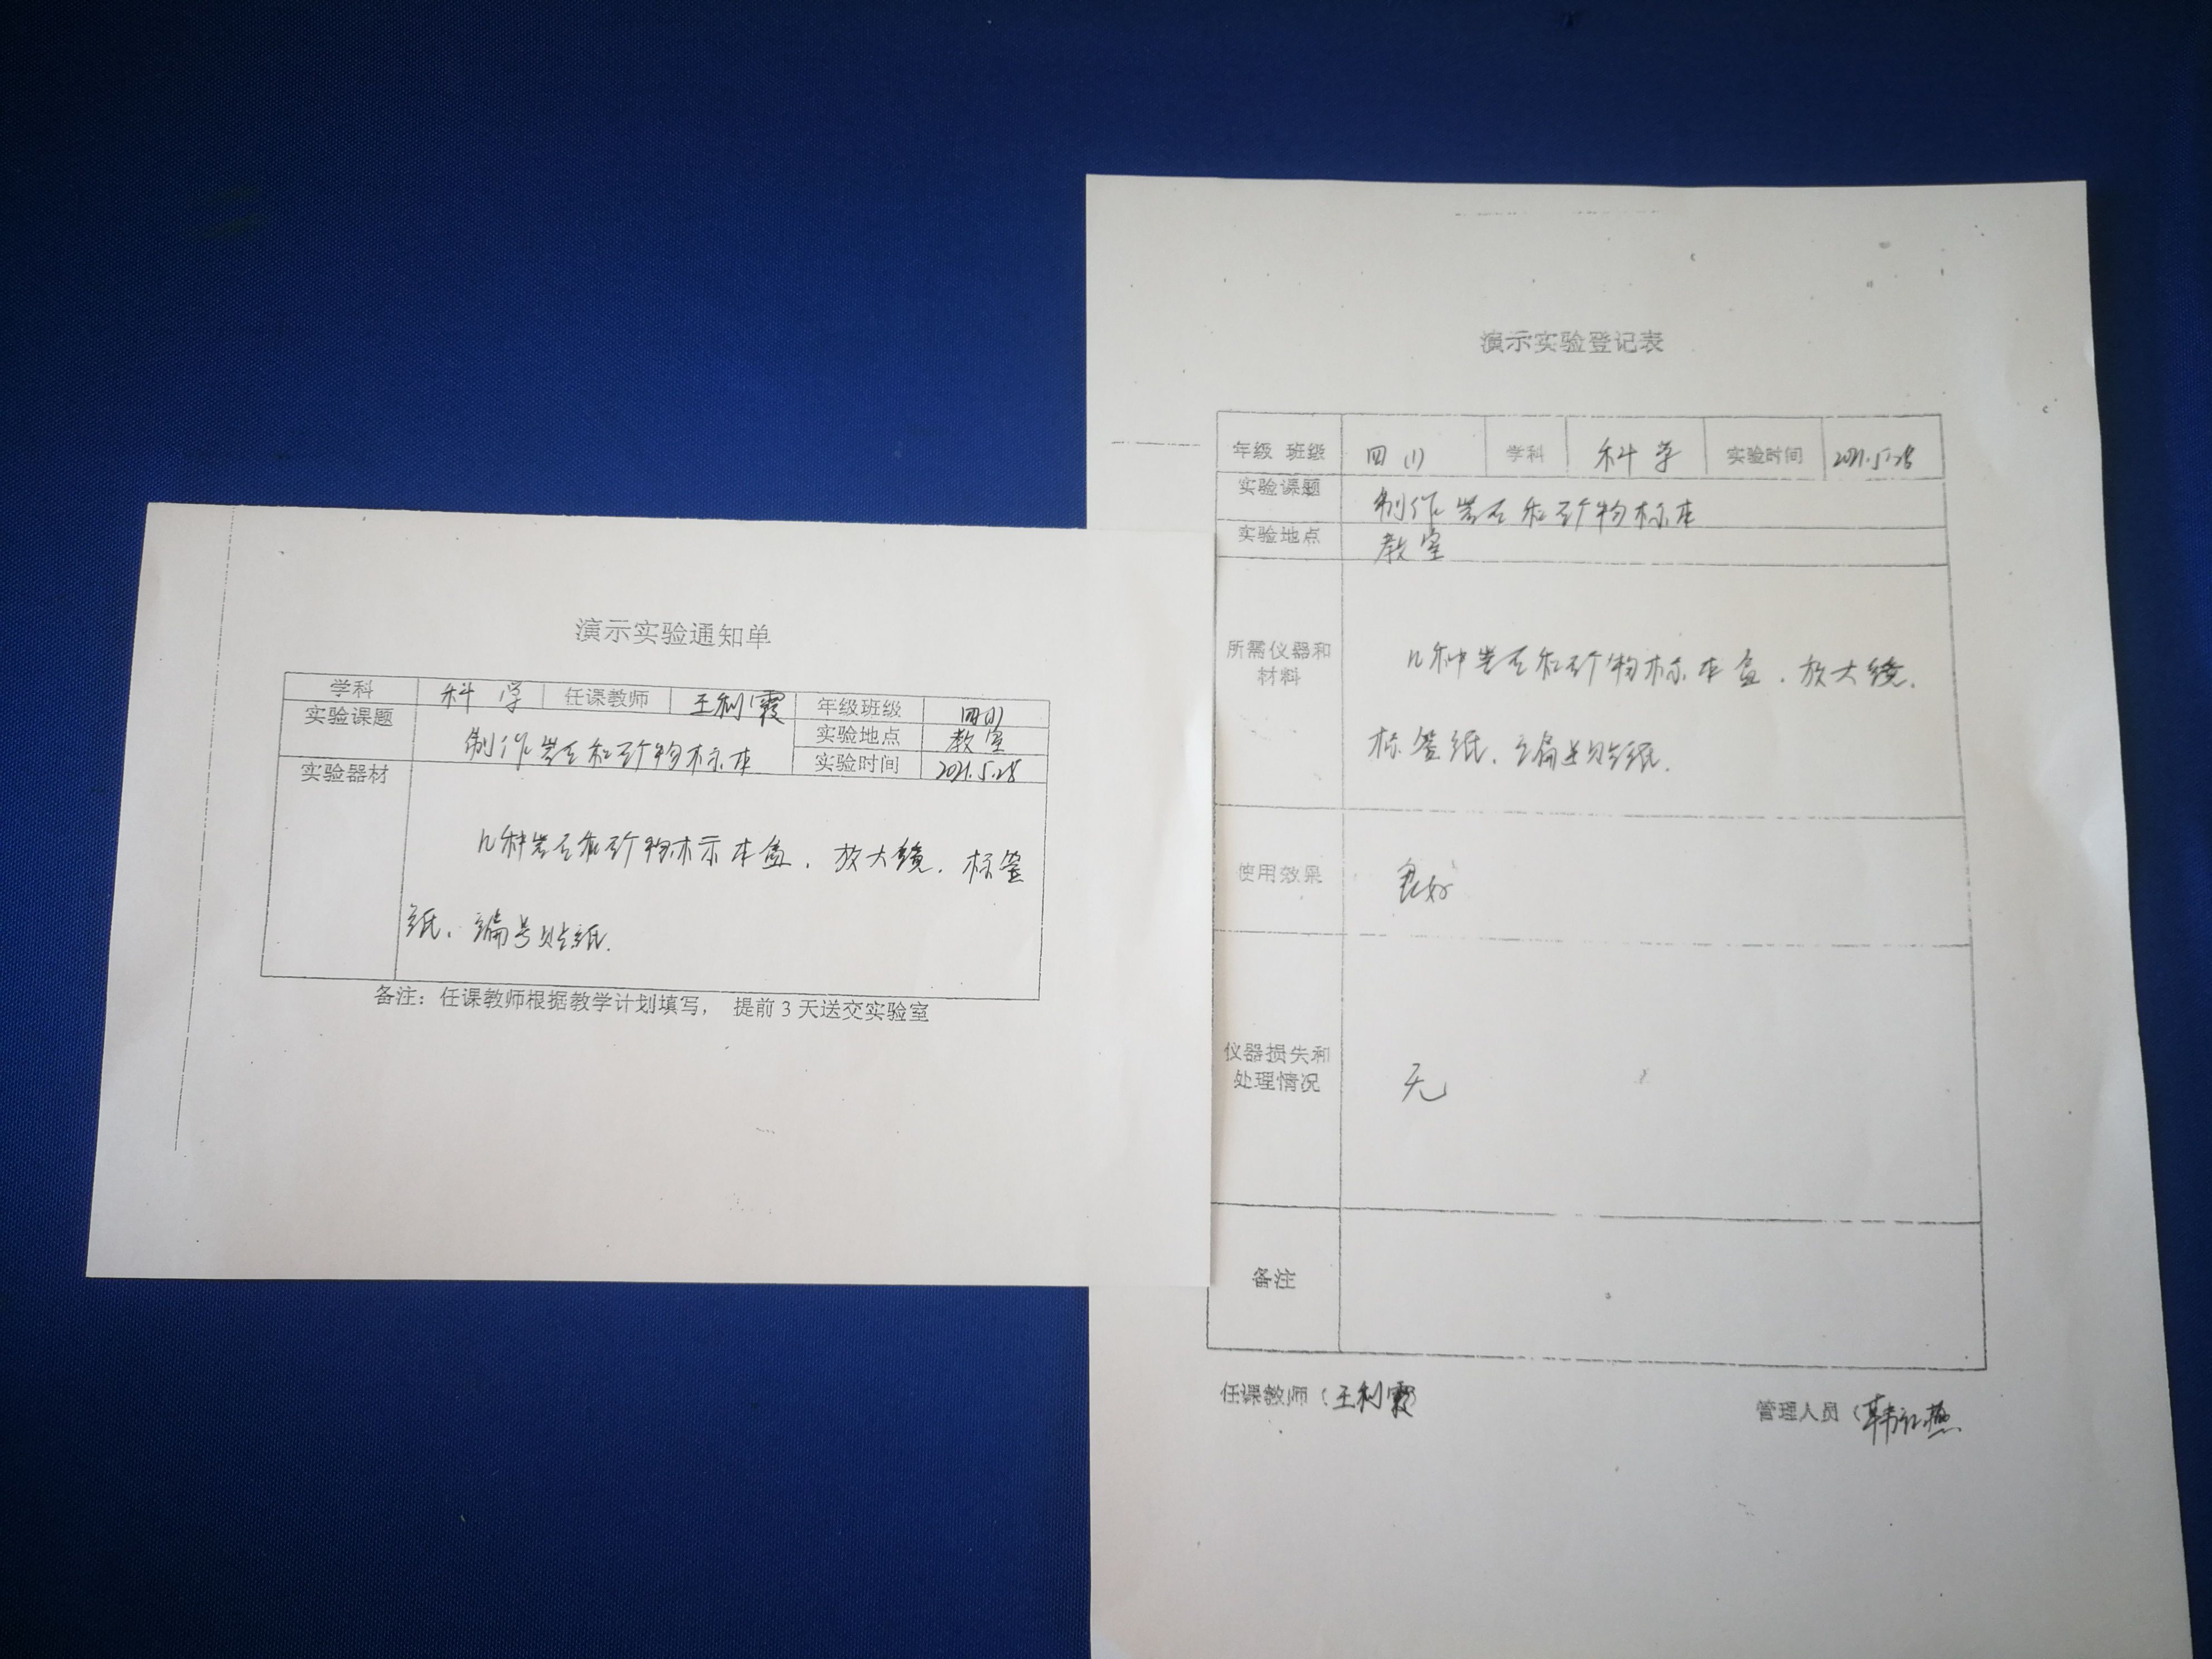 演示实验通知单
学科 科学 任课教师 王利霞 年级班级 四(1)
实验课题 制作岩石和矿物标本 实验地点 教室
实验时间 2021.5.28
实验器材
几种岩石和矿物标本盒、放大镜、标签
纸、编号贴纸.
备注：任课教师根据教学计划填写， 提前3天送交实验室
演示实验登记表
年级 班级 四(1) 学科 科学 实验时间 2021.5.28
实验课题 制作岩石和矿物标本
实验地点 教室
所需仪器和
材料
几种岩石和矿物标本盒、放大镜、
标签纸、编号贴纸.
使用效果 良好
仪器损失和
处理情况
无
备注
任课教师（王利霞） 管理人员（韩红燕